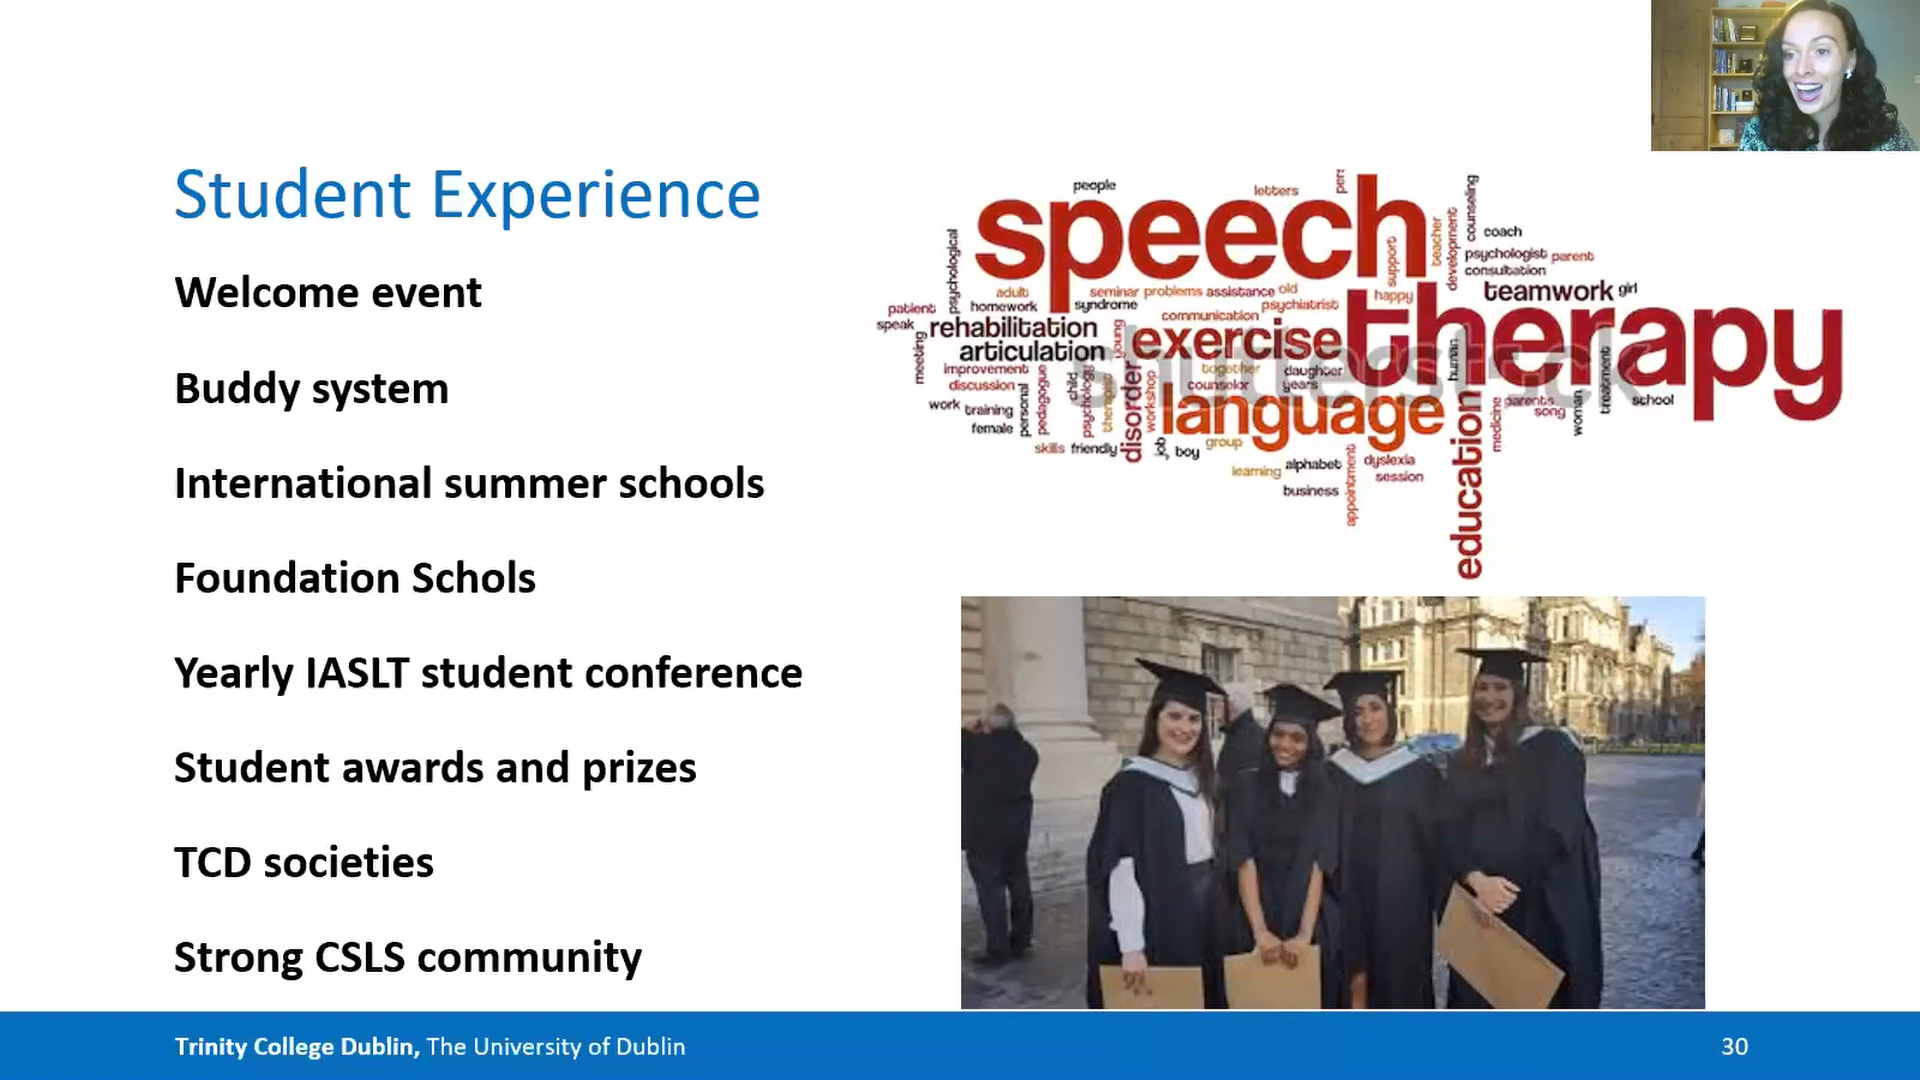 Student Experience
Welcome event
Buddy system
International summer schools
Foundation Schols
Yearly IASLT student conference
Student awards and prizes
TCD societies
Strong CSLS community
people
letters
pers
counseling
speech
teacher
development
coach
support
psychologist
parent
consultation
psychological
adult
seminar
problems
assistance
old
happy
teamwork
girl
patient
homework
syndrome
psychiatrist
communication
therapy
speak
rehabilitation
young
exercise
articulation
meeting
improvement
together
daughter
human
treatment
discussion
counselor
years
personal
pedagogue
child
psychology
therapist
disorder
workshop
language
work
training
female
medicine
parents
song
woman
school
skills
friendly
job
boy
group
education
learning
alphabet
dyslexia
session
business
appointment
shutterstock
Trinity College Dublin, The University of Dublin
30